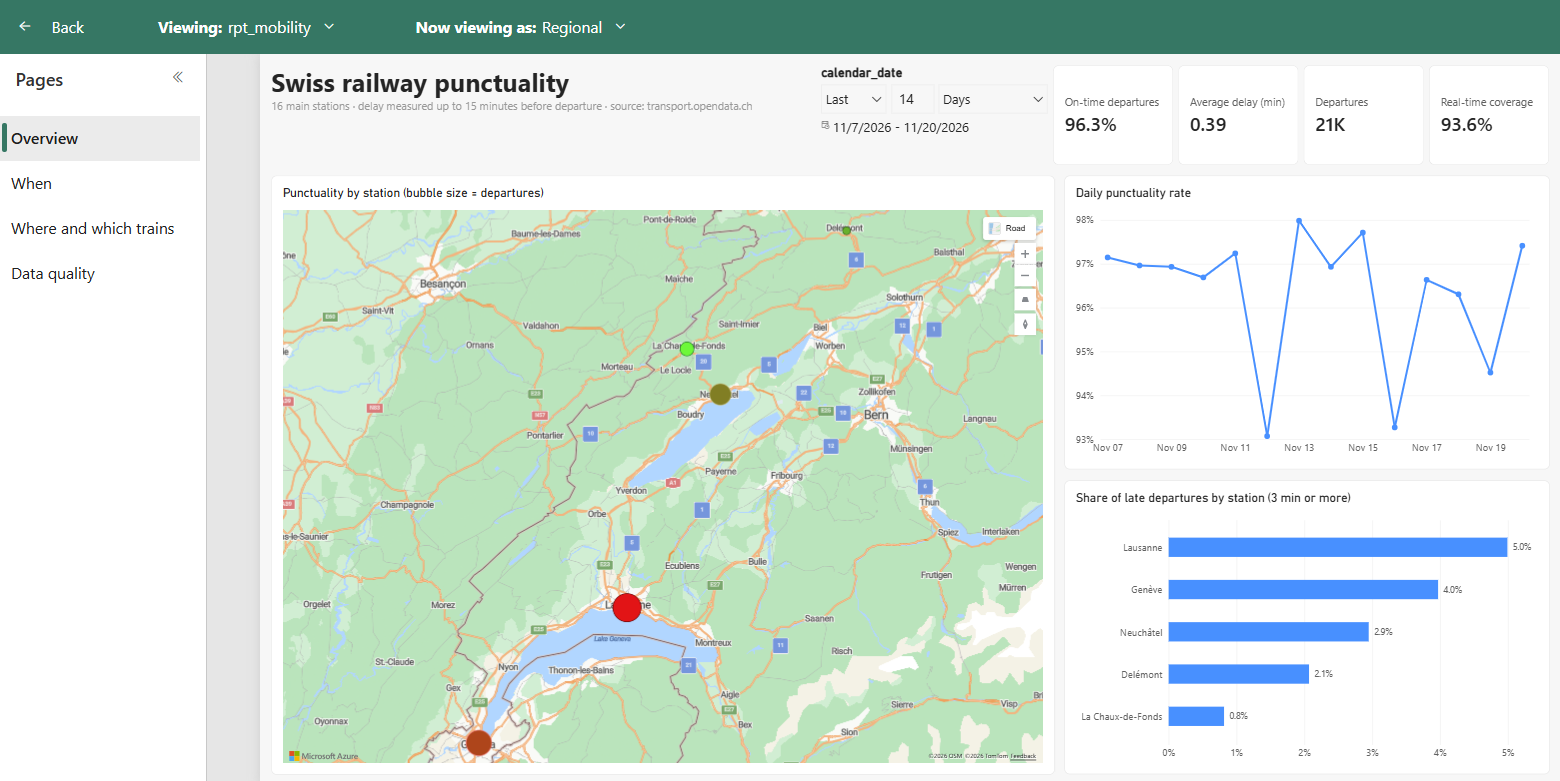 Back
Viewing: rpt_mobility
Now viewing as: Regional
Pages
Overview
When
Where and which trains
Data quality
Swiss railway punctuality
16 main stations · delay measured up to 15 minutes before departure · source: transport.opendata.ch
calendar_date
Last 14 Days
11/7/2026 - 11/20/2026
On-time departures
96.3%
Average delay (min)
0.39
Departures
21K
Real-time coverage
93.6%
Punctuality by station (bubble size = departures)
Pont-de-Roide
Baume-les-Dames
Road
Balsthal
Besançon
Maîche
Solothurn
Saint-Vit
Valdahon
Saint-Imier
Biel
Ornans
Worben
Morteau
Le Locle
Zollikofen
Boudry
Bern
Langnau
Pontarlier
Münsingen
Payerne
Fribourg
A1
Yverdon
Champagnole
Thun
Orbe
Spiez
Interlaken
Ecublens
Bulle
Wengen
Frutigen
Mürren
Orgelet
Morez
Saanen
Lake Geneva
Montreux
Risch
St.-Claude
Nyon
Thonon-les-Bains
Gex
Aigle
Sierre
Visp
Oyonnax
Bex
Sion
Microsoft Azure
©2026 OSM ©2026 TomTom Feedback
Daily punctuality rate
98%
97%
96%
95%
94%
93%
Nov 07 Nov 09 Nov 11 Nov 13 Nov 15 Nov 17 Nov 19
Share of late departures by station (3 min or more)
Lausanne 5.0%
Genève 4.0%
Neuchâtel 2.9%
Delémont 2.1%
La Chaux-de-Fonds 0.8%
0% 1% 2% 3% 4% 5%